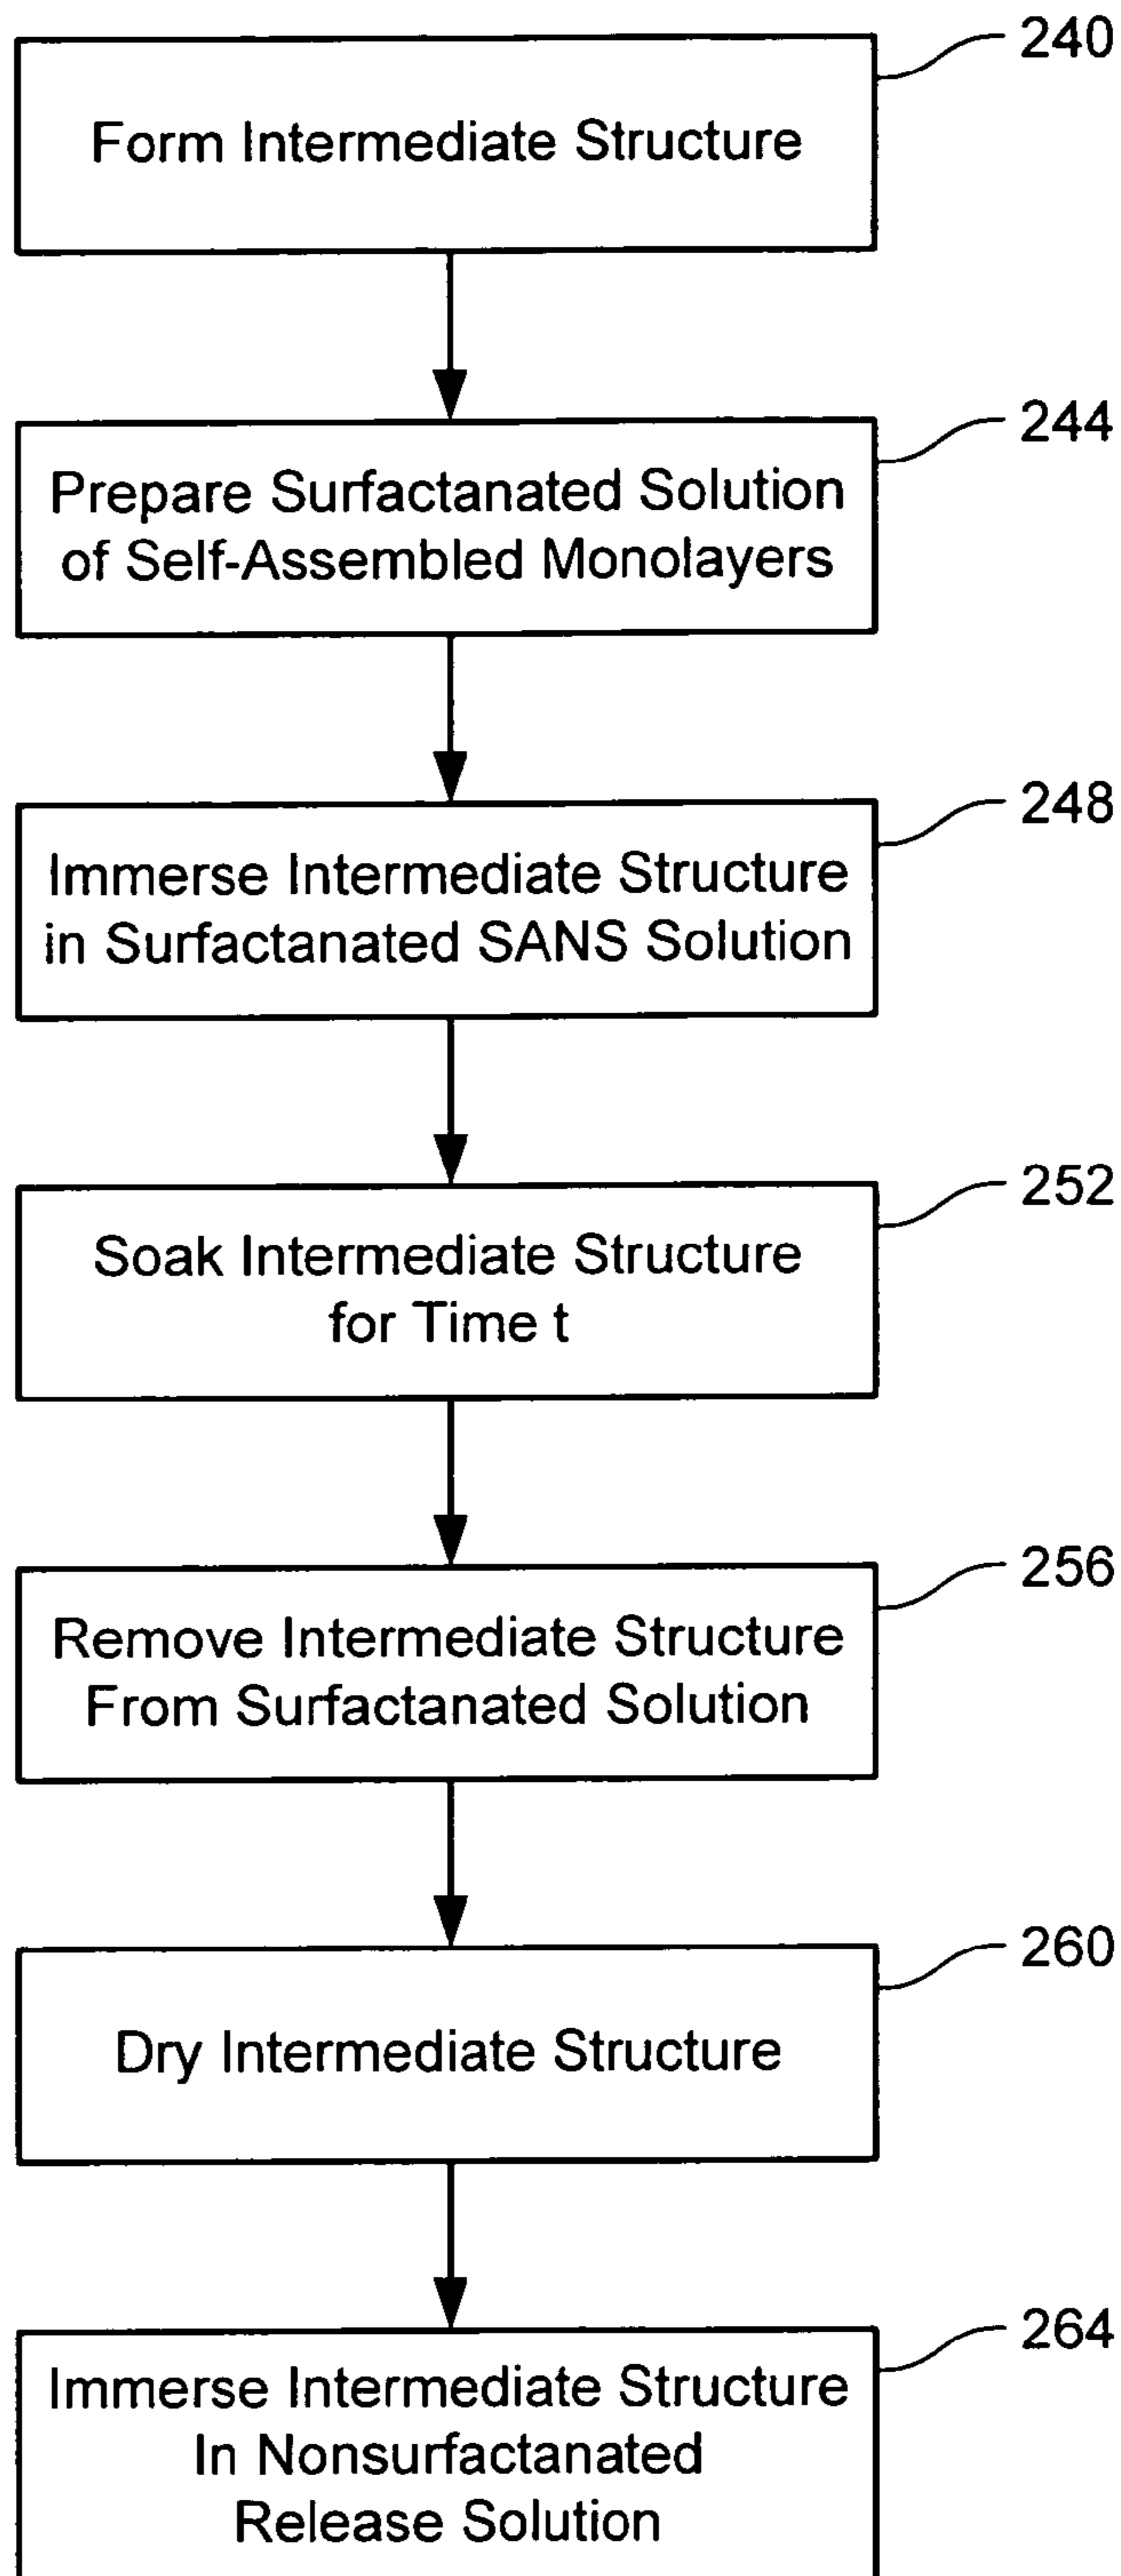 240
Form Intermediate Structure
244
Prepare Surfactanated Solution
of Self-Assembled Monolayers
248
Immerse Intermediate Structure
in Surfactanated SANS Solution
252
Soak Intermediate Structure
for Time t
256
Remove Intermediate Structure
From Surfactanated Solution
260
Dry Intermediate Structure
264
Immerse Intermediate Structure
In Nonsurfactanated
Release Solution